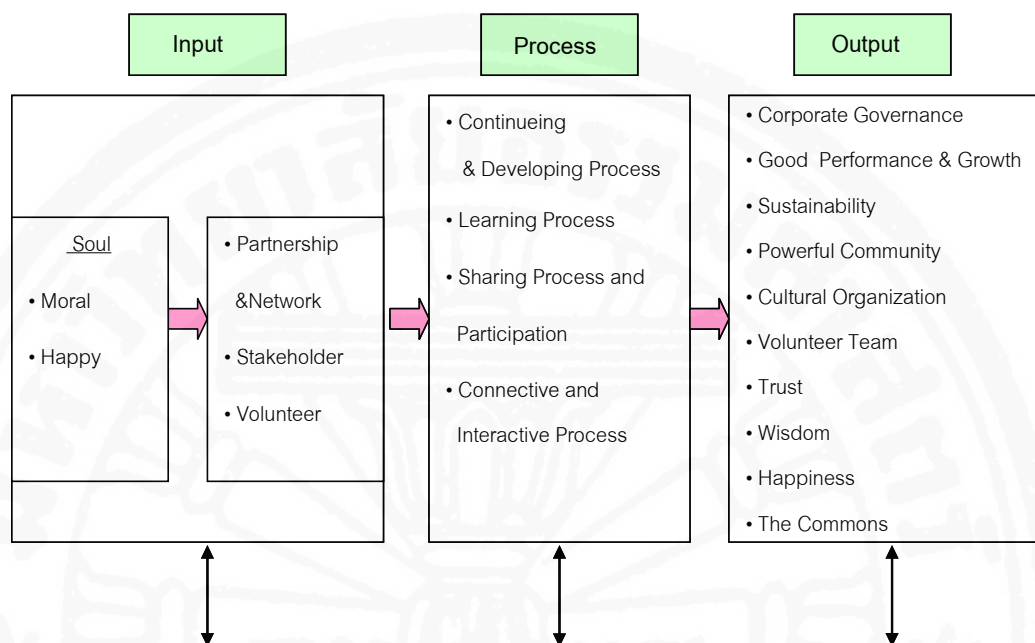 Input
Process
Output
Soul
• Moral
• Happy
• Partnership
&Network
• Stakeholder
• Volunteer
• Continueing
& Developing Process
• Learning Process
• Sharing Process and
Participation
• Connective and
Interactive Process
• Corporate Governance
• Good Performance & Growth
• Sustainability
• Powerful Community
• Cultural Organization
• Volunteer Team
• Trust
• Wisdom
• Happiness
• The Commons